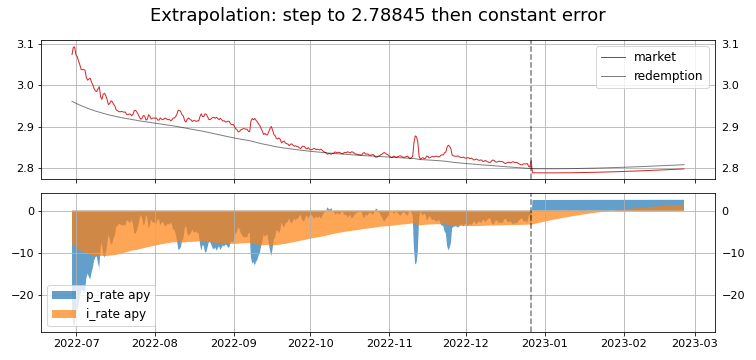 Extrapolation: step to 2.78845 then constant error
3.1 3.1
market
redemption
3.0 3.0
2.9 2.9
2.8 2.8
0 0
−10 −10
−20 −20
p_rate apy
i_rate apy
2022-07 2022-08 2022-09 2022-10 2022-11 2022-12 2023-01 2023-02 2023-03